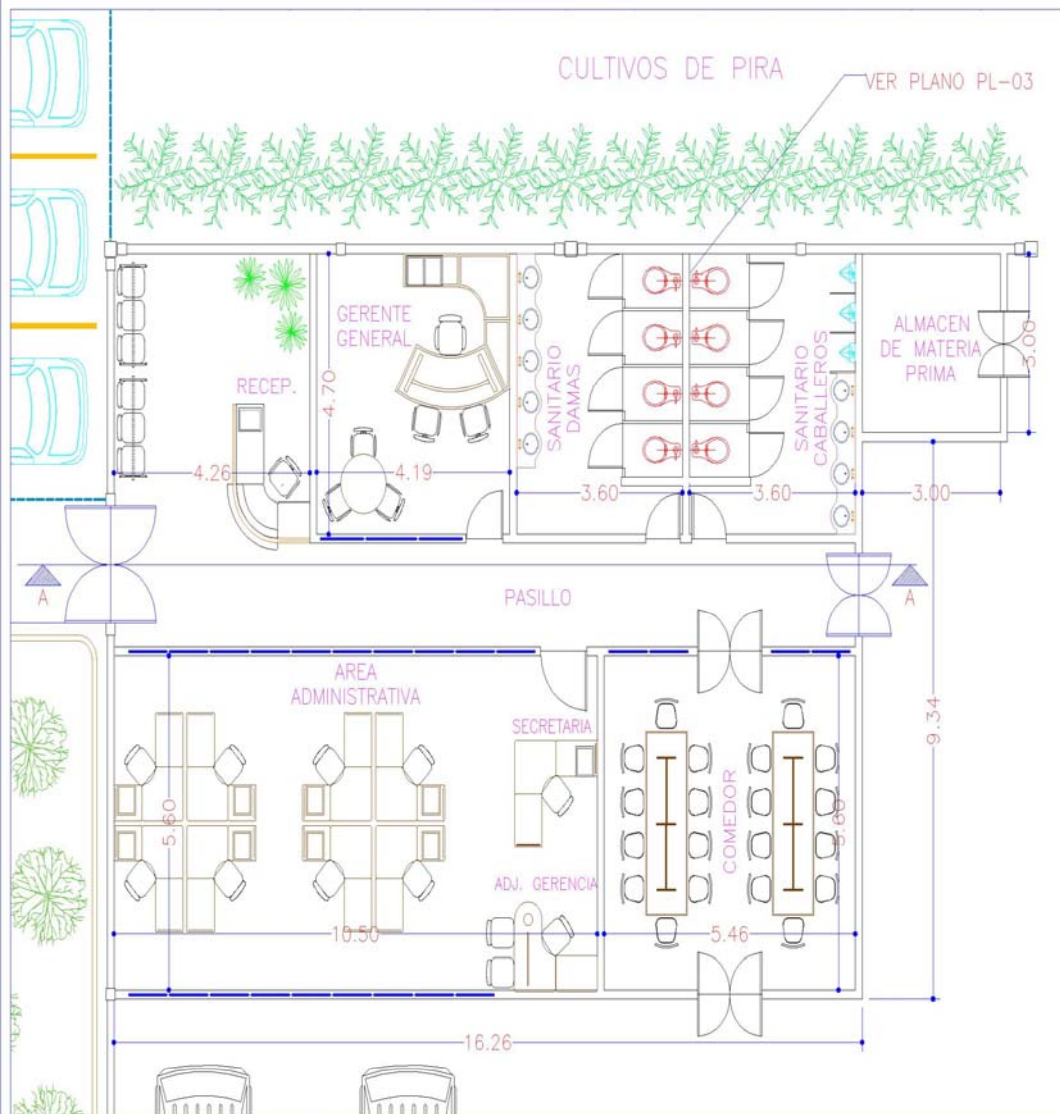 CULTIVOS DE PIRA
VER PLANO PL-03
GERENTE
GENERAL
RECEP.
4.70
SANITARIO
DAMAS
SANITARIO
CABALLEROS
ALMACEN
DE MATERIA
PRIMA
3.00
4.26
4.19
3.60
3.60
3.00
A
PASILLO
A
AREA
ADMINISTRATIVA
SECRETARIA
9.34
5.60
COMEDOR
5.60
ADJ. GERENCIA
10.50
5.46
16.26